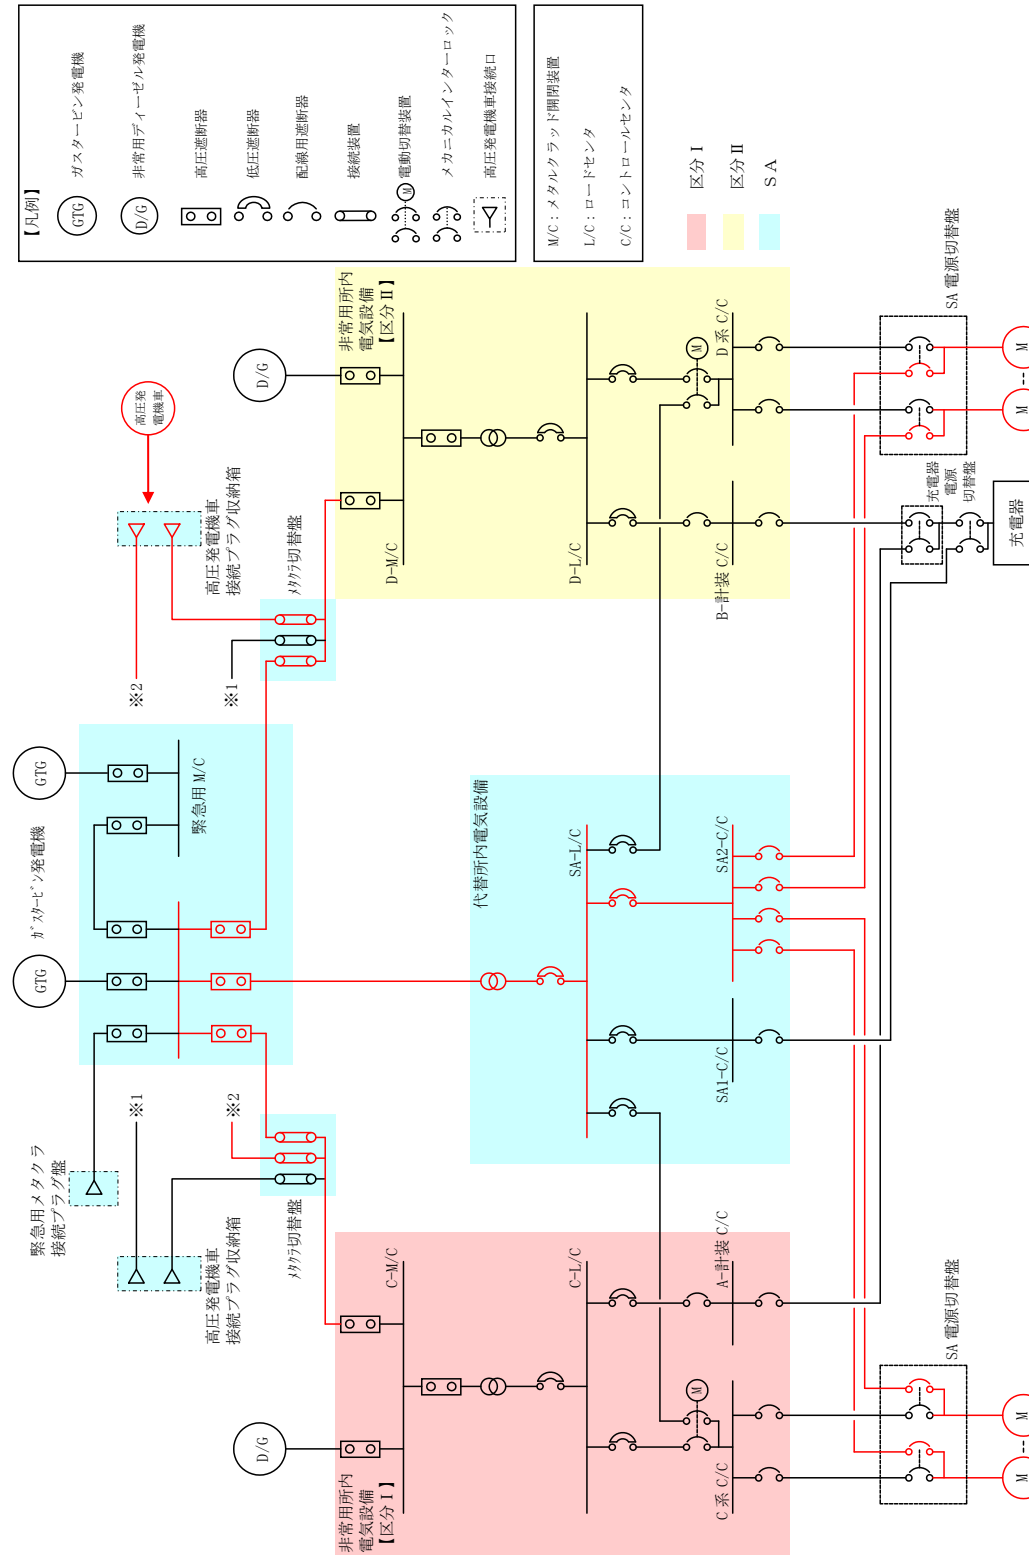 【凡例】
GTG
ガスタービン発電機
D/G
非常用ディーゼル発電機
高圧遮断器
低圧遮断器
配線用遮断器
接続装置
M
電動切替装置
メカニカルインターロック
高圧発電機車接続口
M/C：メタルクラッド開閉装置
L/C：ロードセンタ
C/C：コントロールセンタ
区分Ⅰ
区分Ⅱ
SA
緊急用メタクラ
接続プラグ盤
GTG
ｶﾞｽﾀｰﾋﾞﾝ発電機
GTG
緊急用 M/C
高圧発
電機車
※1
※2
※2
※1
高圧発電機車
接続プラグ収納箱
高圧発電機車
接続プラグ収納箱
ﾒﾀｸﾗ切替盤
ﾒﾀｸﾗ切替盤
D/G
D/G
非常用所内
電気設備
【区分Ⅰ】
非常用所内
電気設備
【区分Ⅱ】
C-M/C
D-M/C
代替所内電気設備
C-L/C
SA-L/C
D-L/C
M
M
C 系 C/C
A-計装 C/C
SA1-C/C
SA2-C/C
B-計装 C/C
D 系 C/C
SA 電源切替盤
充電器
電源
切替盤
SA 電源切替盤
M
M
充電器
M
M